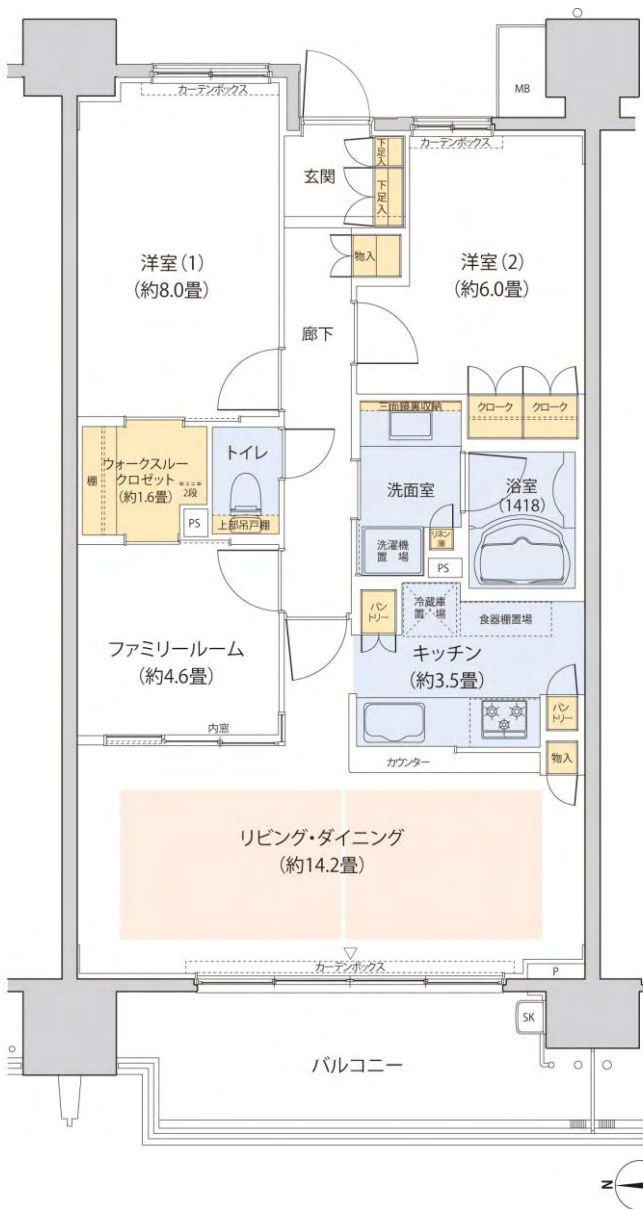 カーテンボックス
MB
カーテンボックス
玄関
下足入
下足入
洋室(1)
(約8.0畳)
物入
洋室(2)
(約6.0畳)
廊下
三面鏡裏収納
クローク
クローク
棚
ウォークスルー
クロゼット
(約1.6畳)
2段
PS
トイレ
上部吊戸棚
洗面室
浴室
(1418)
洗濯機
置場
リネン
庫
PS
パン
トリー
冷蔵庫
置場
食器棚置場
ファミリールーム
(約4.6畳)
キッチン
(約3.5畳)
内窓
パン
トリー
カウンター
物入
リビング・ダイニング
(約14.2畳)
カーテンボックス
P
SK
バルコニー
N